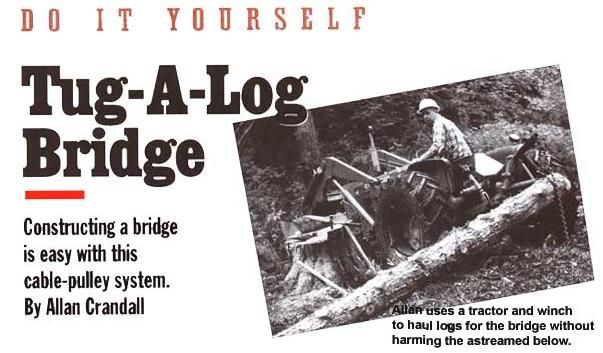 DO IT YOURSELF
Tug-A-Log
Bridge
Constructing a bridge
is easy with this
cable-pulley system.
By Allan Crandall
Allan uses a tractor and winch
to haul logs for the bridge without
harming the astreamed below.